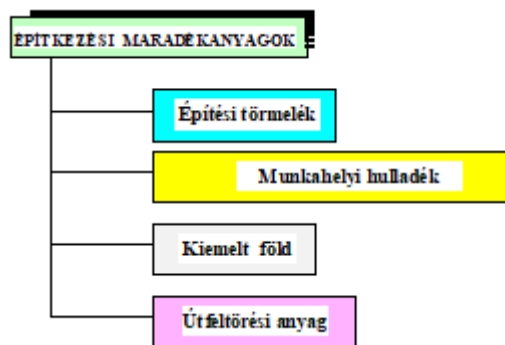 ÉPÍTKEZÉSI MARADÉKANYAGOK
Építési törmelék
Munkahelyi hulladék
Kiemelt föld
Útfeltörési anyag